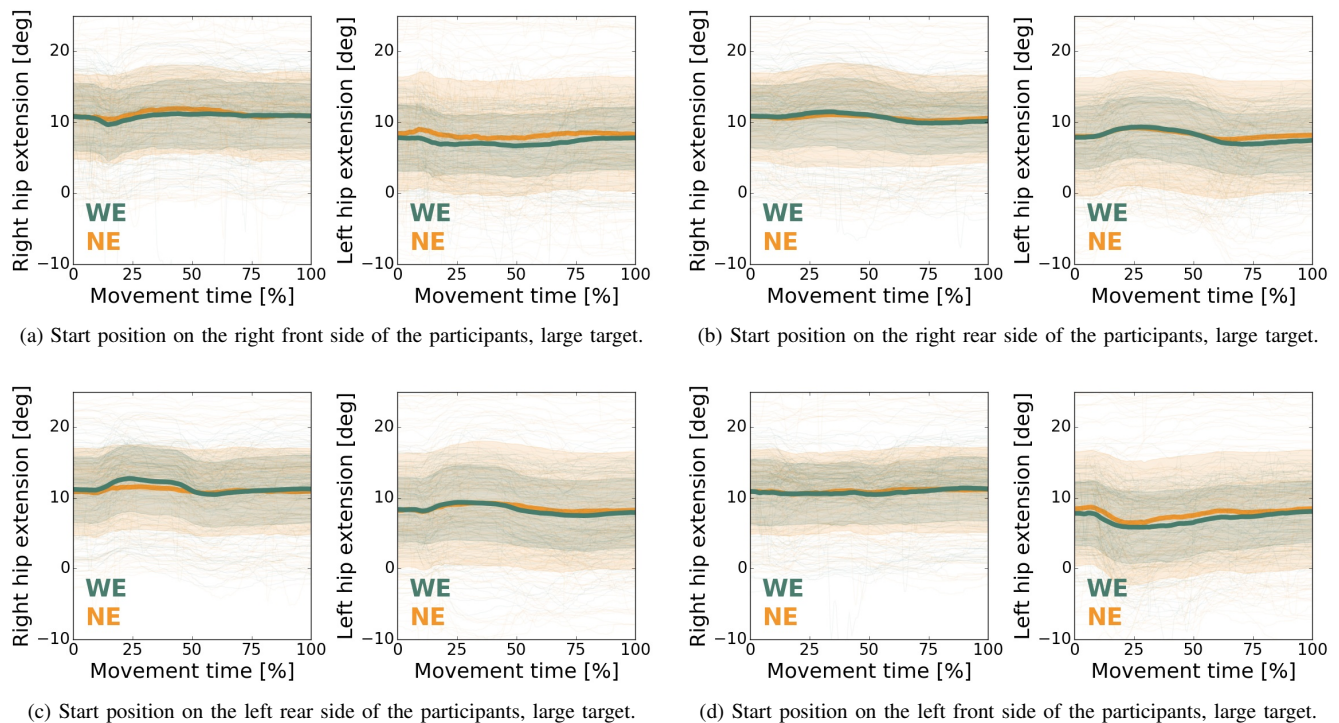 Right hip extension [deg]
20
10
0
−10
WE
NE
0 25 50 75 100
Movement time [%]
Left hip extension [deg]
20
10
0
−10
WE
NE
0 25 50 75 100
Movement time [%]
(a) Start position on the right front side of the participants, large target.
Right hip extension [deg]
20
10
0
−10
WE
NE
0 25 50 75 100
Movement time [%]
Left hip extension [deg]
20
10
0
−10
WE
NE
0 25 50 75 100
Movement time [%]
(b) Start position on the right rear side of the participants, large target.
Right hip extension [deg]
20
10
0
−10
WE
NE
0 25 50 75 100
Movement time [%]
Left hip extension [deg]
20
10
0
−10
WE
NE
0 25 50 75 100
Movement time [%]
(c) Start position on the left rear side of the participants, large target.
Right hip extension [deg]
20
10
0
−10
WE
NE
0 25 50 75 100
Movement time [%]
Left hip extension [deg]
20
10
0
−10
WE
NE
0 25 50 75 100
Movement time [%]
(d) Start position on the left front side of the participants, large target.